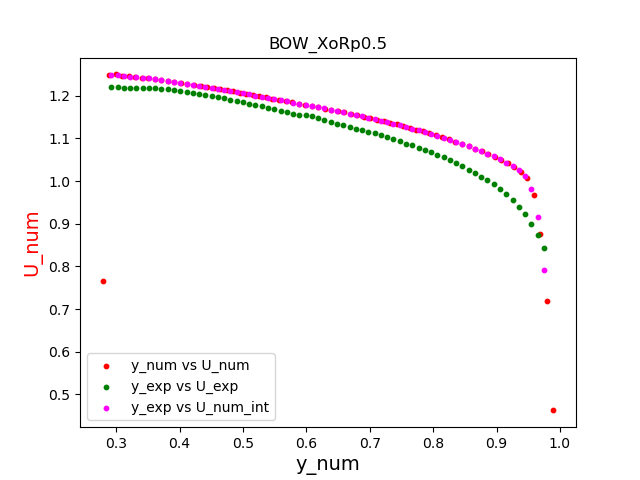 BOW_XoRp0.5
1.2
1.1
1.0
0.9
0.8
0.7
0.6
0.5
U_num
y_num vs U_num
y_exp vs U_exp
y_exp vs U_num_int
0.3 0.4 0.5 0.6 0.7 0.8 0.9 1.0
y_num